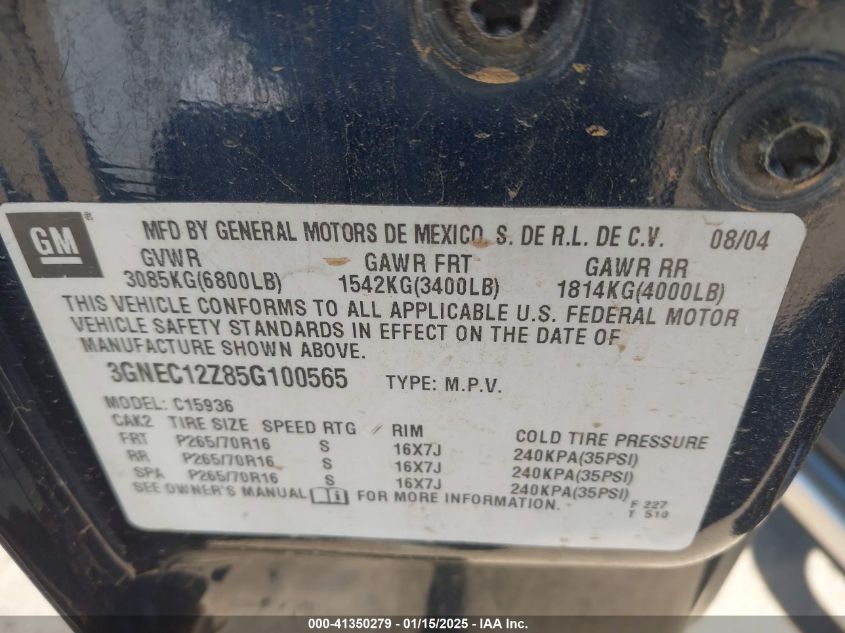 GM ®
MFD BY GENERAL MOTORS DE MEXICO, S. DE R.L. DE C.V. 08/04
GVWR GAWR FRT GAWR RR
3085KG(6800LB) 1542KG(3400LB) 1814KG(4000LB)
THIS VEHICLE CONFORMS TO ALL APPLICABLE U.S. FEDERAL MOTOR
VEHICLE SAFETY STANDARDS IN EFFECT ON THE DATE OF
MANUFACTURE SHOWN ABOVE.
3GNEC12Z85G100565 TYPE: M.P.V.
MODEL: C15936
CAK2 TIRE SIZE SPEED RTG RIM COLD TIRE PRESSURE
FRT P265/70R16 S 16X7J 240KPA(35PSI)
RR P265/70R16 S 16X7J 240KPA(35PSI)
SPA P265/70R16 S 16X7J 240KPA(35PSI)
SEE OWNER'S MANUAL FOR MORE INFORMATION.
F 227
T 510
000-41350279 - 01/15/2025 - IAA Inc.